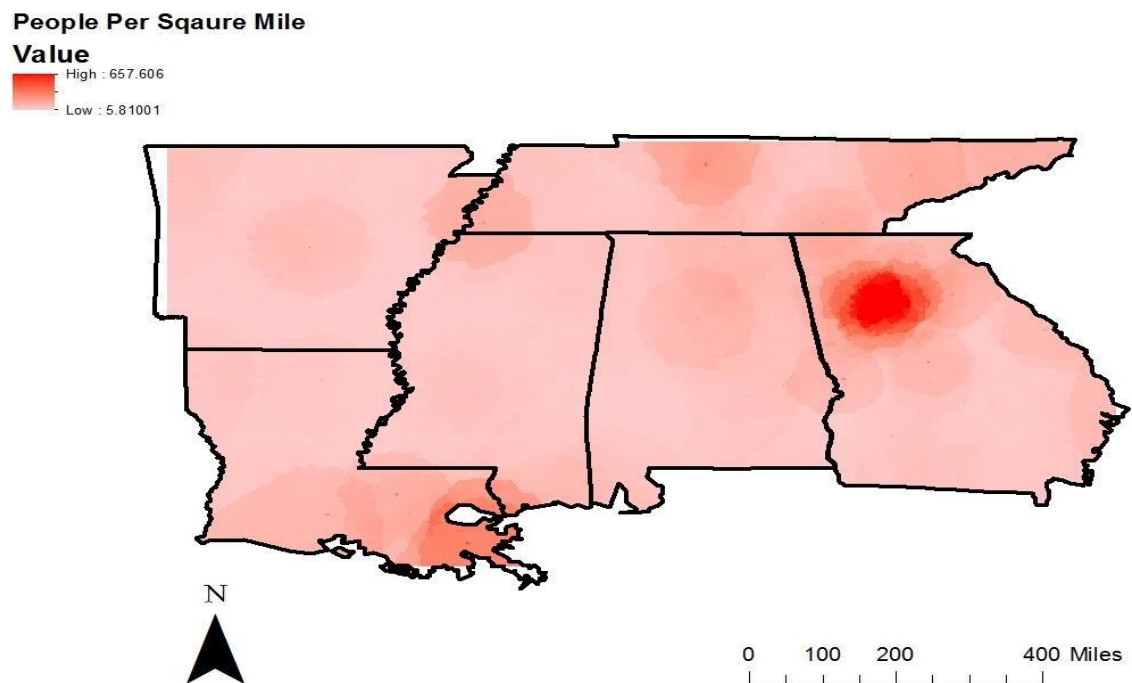 People Per Sqaure Mile
Value
High : 657.606
Low : 5.81001
N
0 100 200 400 Miles